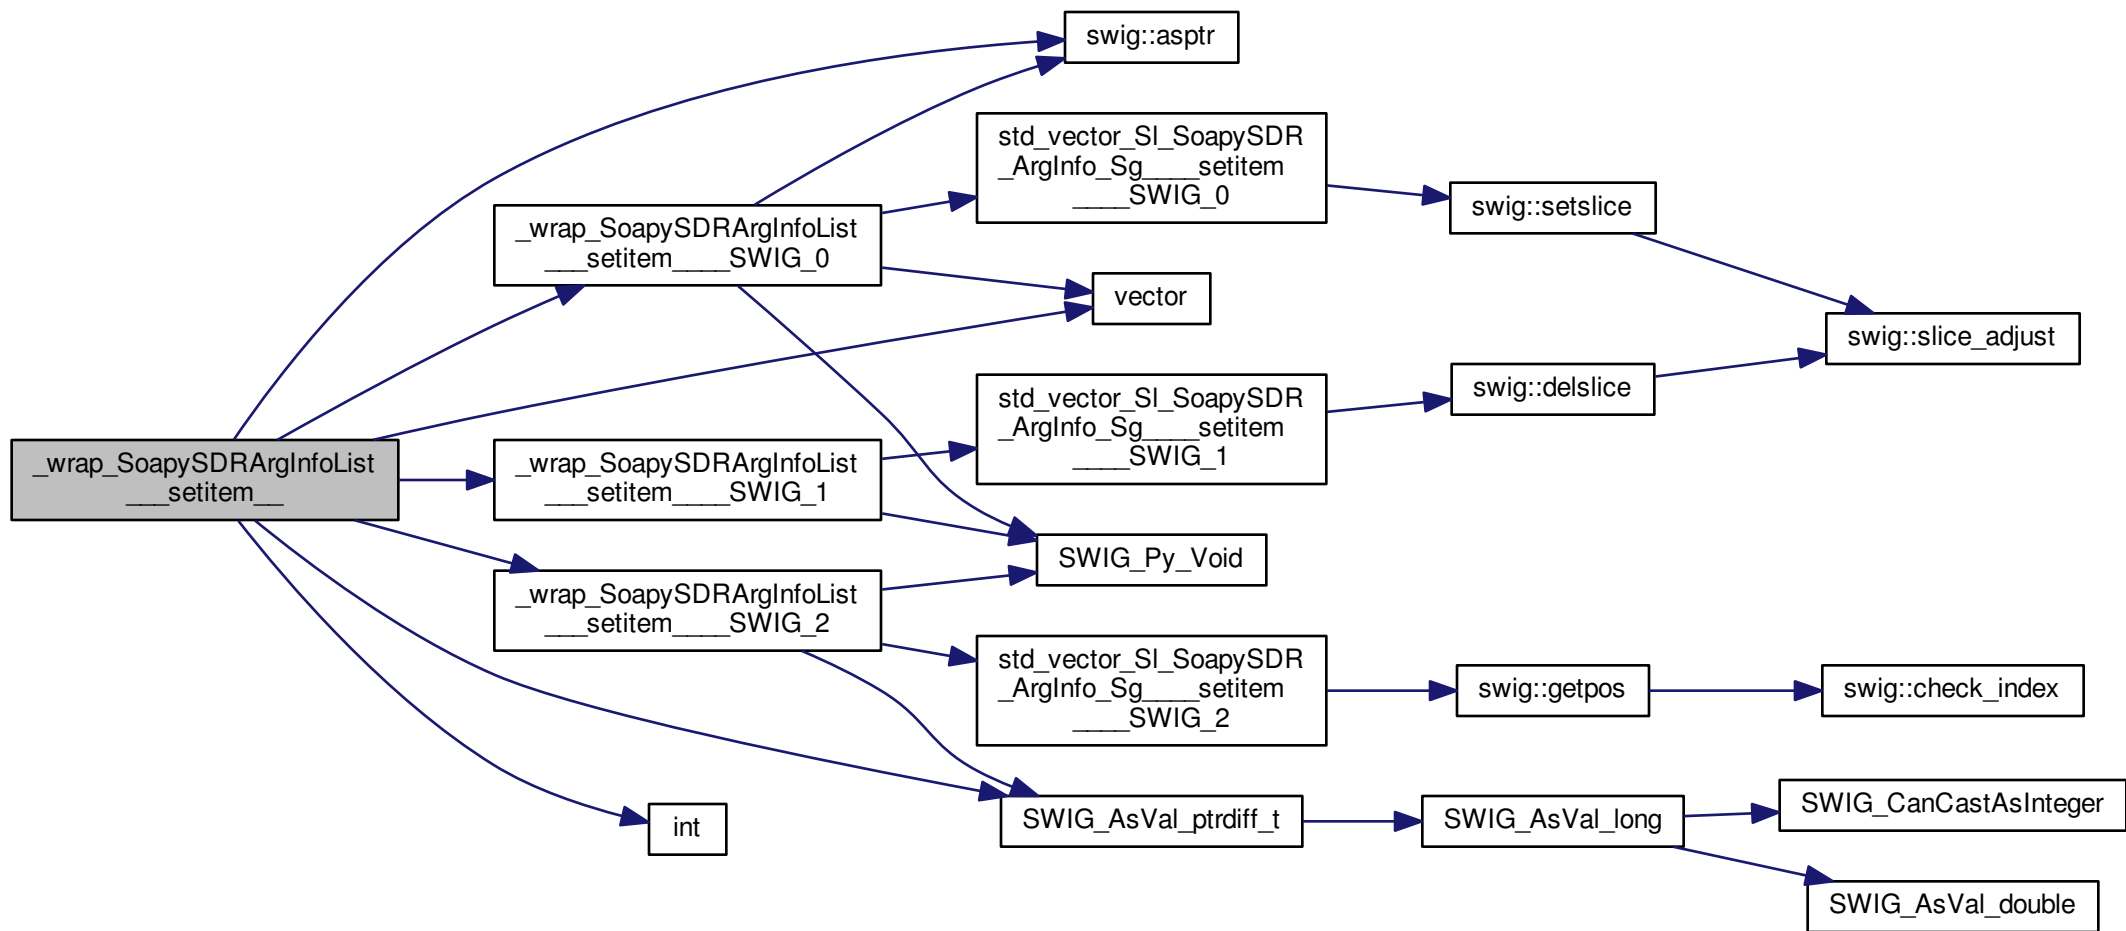 _wrap_SoapySDRArgInfoList
___setitem__
swig::asptr
_wrap_SoapySDRArgInfoList
___setitem____SWIG_0
std_vector_Sl_SoapySDR
_ArgInfo_Sg____setitem
____SWIG_0
swig::setslice
swig::slice_adjust
vector
_wrap_SoapySDRArgInfoList
___setitem____SWIG_1
std_vector_Sl_SoapySDR
_ArgInfo_Sg____setitem
____SWIG_1
swig::delslice
SWIG_Py_Void
_wrap_SoapySDRArgInfoList
___setitem____SWIG_2
std_vector_Sl_SoapySDR
_ArgInfo_Sg____setitem
____SWIG_2
swig::getpos
swig::check_index
int
SWIG_AsVal_ptrdiff_t
SWIG_AsVal_long
SWIG_CanCastAsInteger
SWIG_AsVal_double